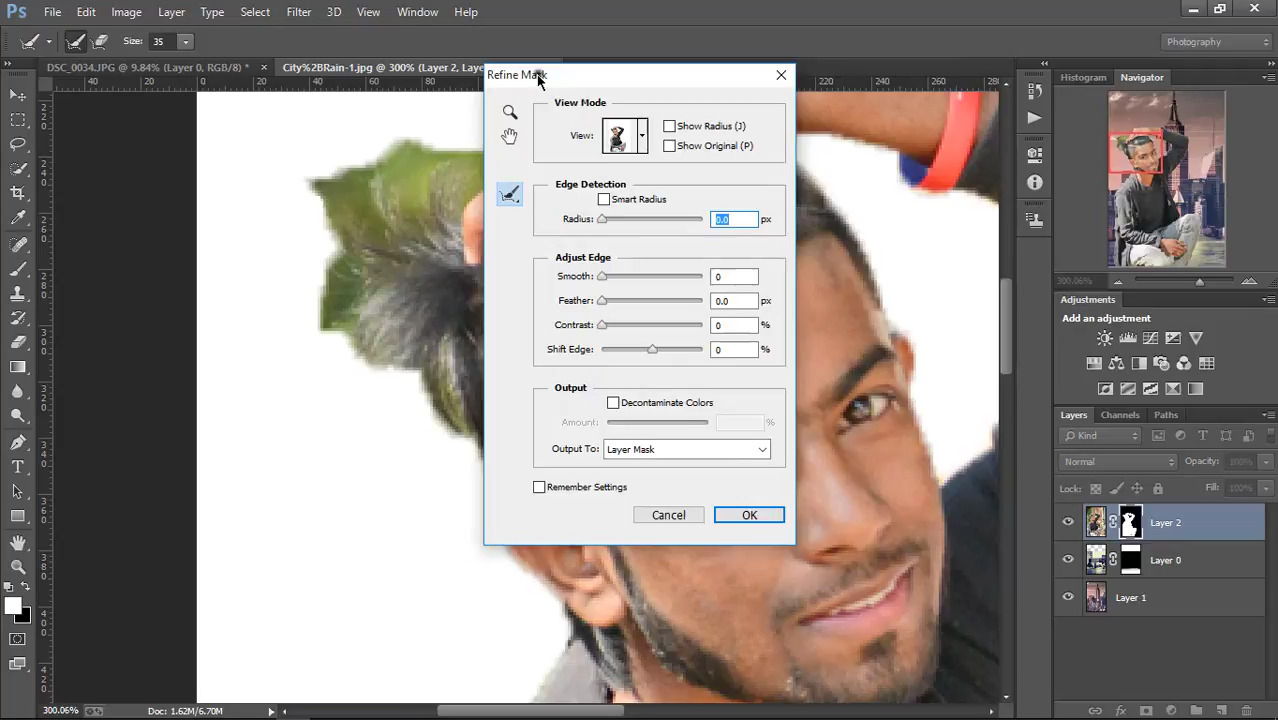 Ps File Edit Image Layer Type Select Filter 3D View Window Help
Size: 35 Photography
DSC_0034.JPG @ 9.84% (Layer 0, RGB/8) * × City%2BRain-1.jpg @ 300% (Layer 2, Laye
Refine Mask
View Mode
View: Show Radius (J)
Show Original (P)
Edge Detection
Smart Radius
Radius: 0.0 px
Adjust Edge
Smooth: 0
Feather: 0.0 px
Contrast: 0 %
Shift Edge: 0 %
Output
Decontaminate Colors
Amount: %
Output To: Layer Mask
Remember Settings
Cancel OK
Histogram Navigator
300.06%
Adjustments
Add an adjustment
Layers Channels Paths
Kind
Normal Opacity: 100%
Lock: Fill: 100%
Layer 2
Layer 0
Layer 1
300.06% Doc: 1.62M/6.70M